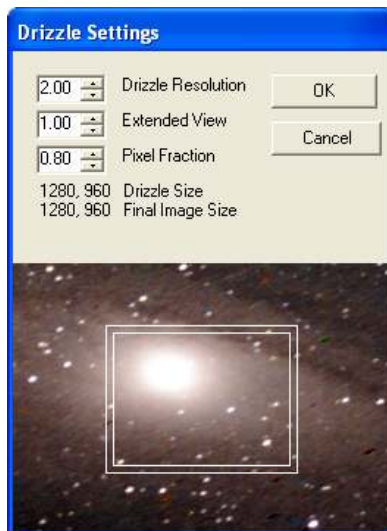 Drizzle Settings
2.00 Drizzle Resolution OK
1.00 Extended View
Cancel
0.80 Pixel Fraction
1280, 960 Drizzle Size
1280, 960 Final Image Size